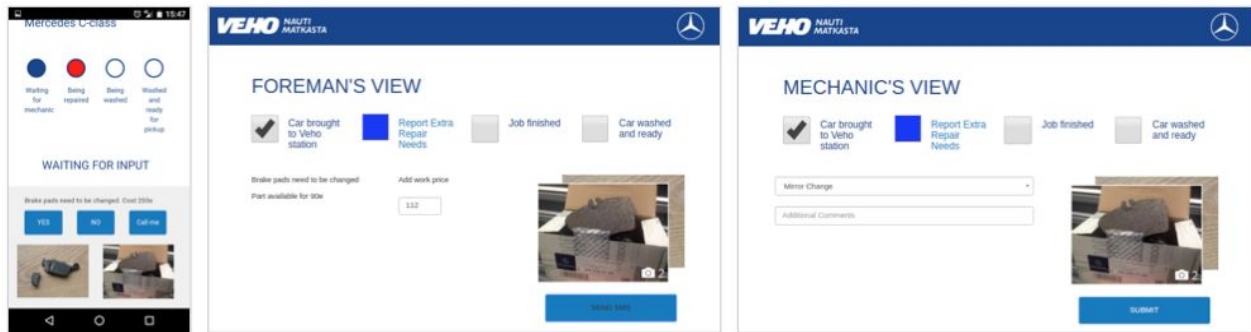 15:47
Mercedes C-class
Waiting
for
mechanic
Being
repaired
Being
washed
Washed
and
ready
for
pickup
WAITING FOR INPUT
Brake pads need to be changed. Cost 200e
YES
NO
Call me
VEHO NAUTI
MATKASTA
FOREMAN'S VIEW
Car brought
to Veho
station
Report Extra
Repair
Needs
Job finished
Car washed
and ready
Brake pads need to be changed
Add work price
Part available for 90e
112
2
SEND SMS
VEHO NAUTI
MATKASTA
MECHANIC'S VIEW
Car brought
to Veho
station
Report Extra
Repair
Needs
Job finished
Car washed
and ready
Mirror Change
Additional Comments
2
SUBMIT